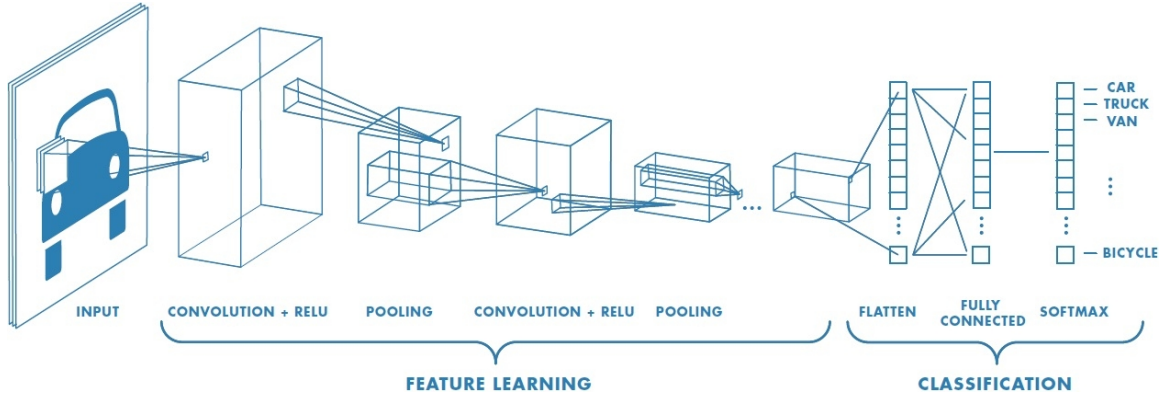 CAR
TRUCK
VAN
BICYCLE
INPUT
CONVOLUTION + RELU
POOLING
CONVOLUTION + RELU
POOLING
FLATTEN
FULLY
CONNECTED
SOFTMAX
FEATURE LEARNING
CLASSIFICATION